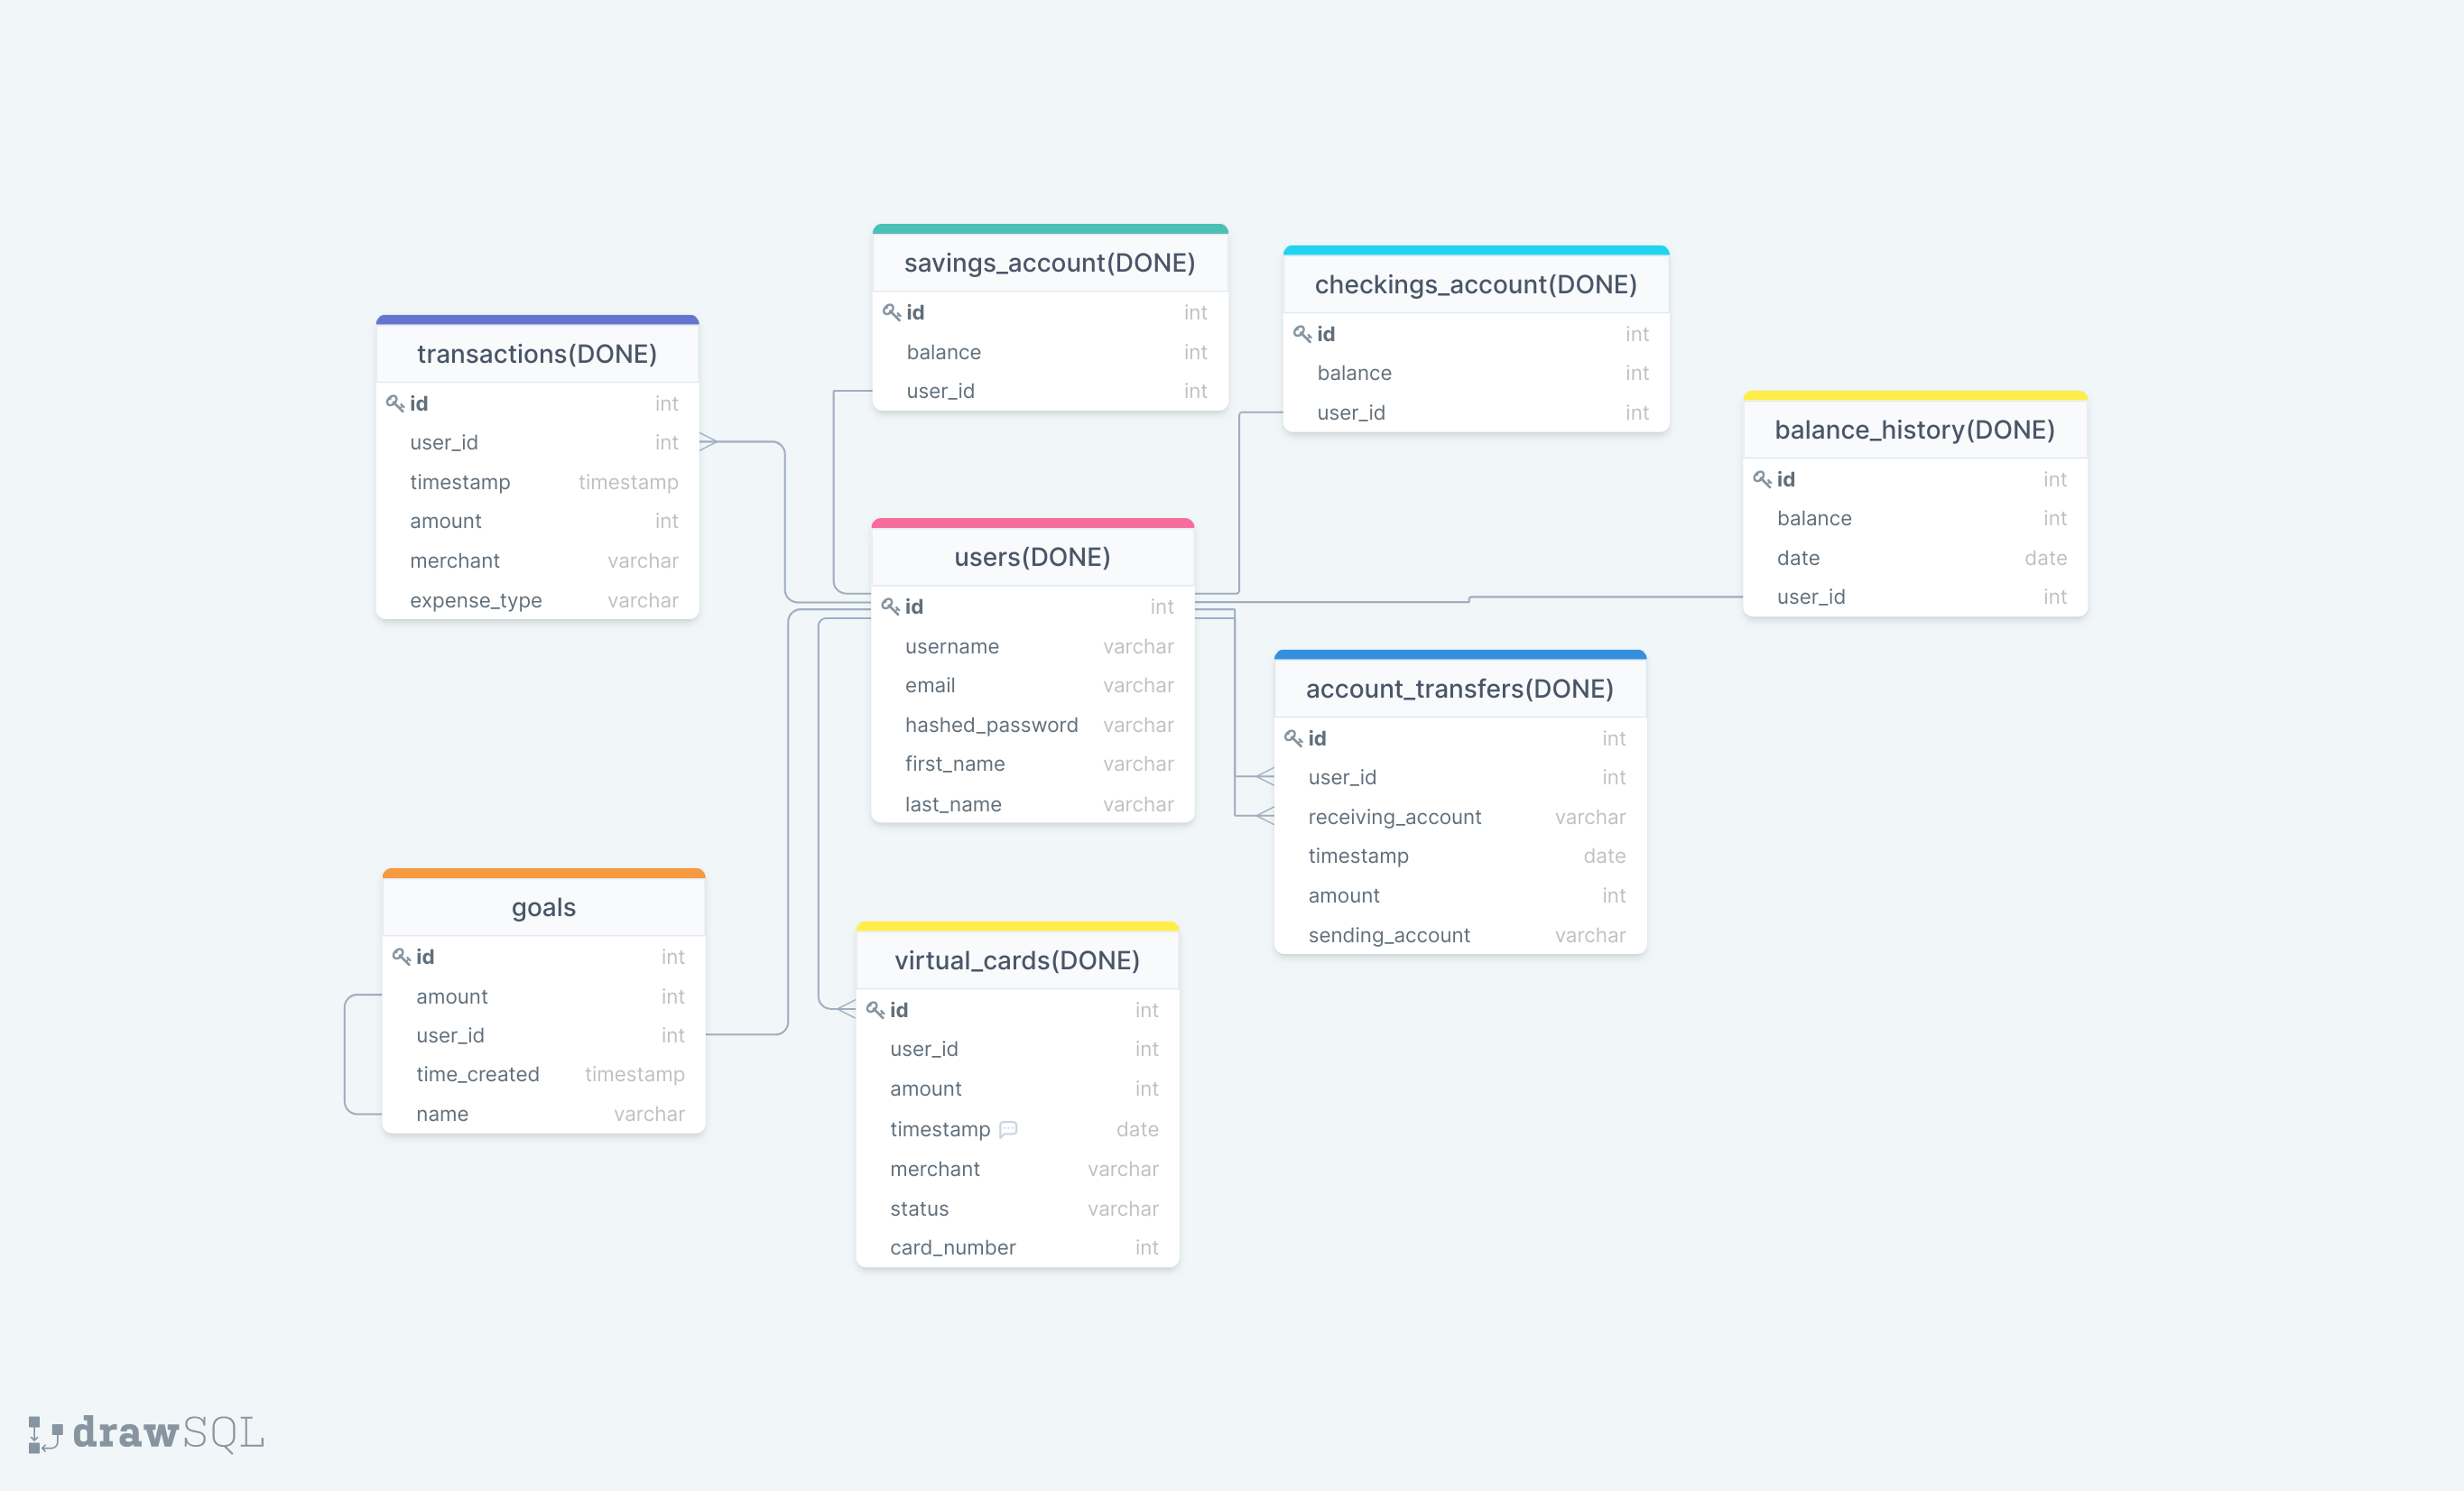 savings_account(DONE)
id int
balance int
user_id int
checkings_account(DONE)
id int
balance int
user_id int
transactions(DONE)
id int
user_id int
timestamp timestamp
amount int
merchant varchar
expense_type varchar
balance_history(DONE)
id int
balance int
date date
user_id int
users(DONE)
id int
username varchar
email varchar
hashed_password varchar
first_name varchar
last_name varchar
account_transfers(DONE)
id int
user_id int
receiving_account varchar
timestamp date
amount int
sending_account varchar
goals
id int
amount int
user_id int
time_created timestamp
name varchar
virtual_cards(DONE)
id int
user_id int
amount int
timestamp date
merchant varchar
status varchar
card_number int
drawSQL